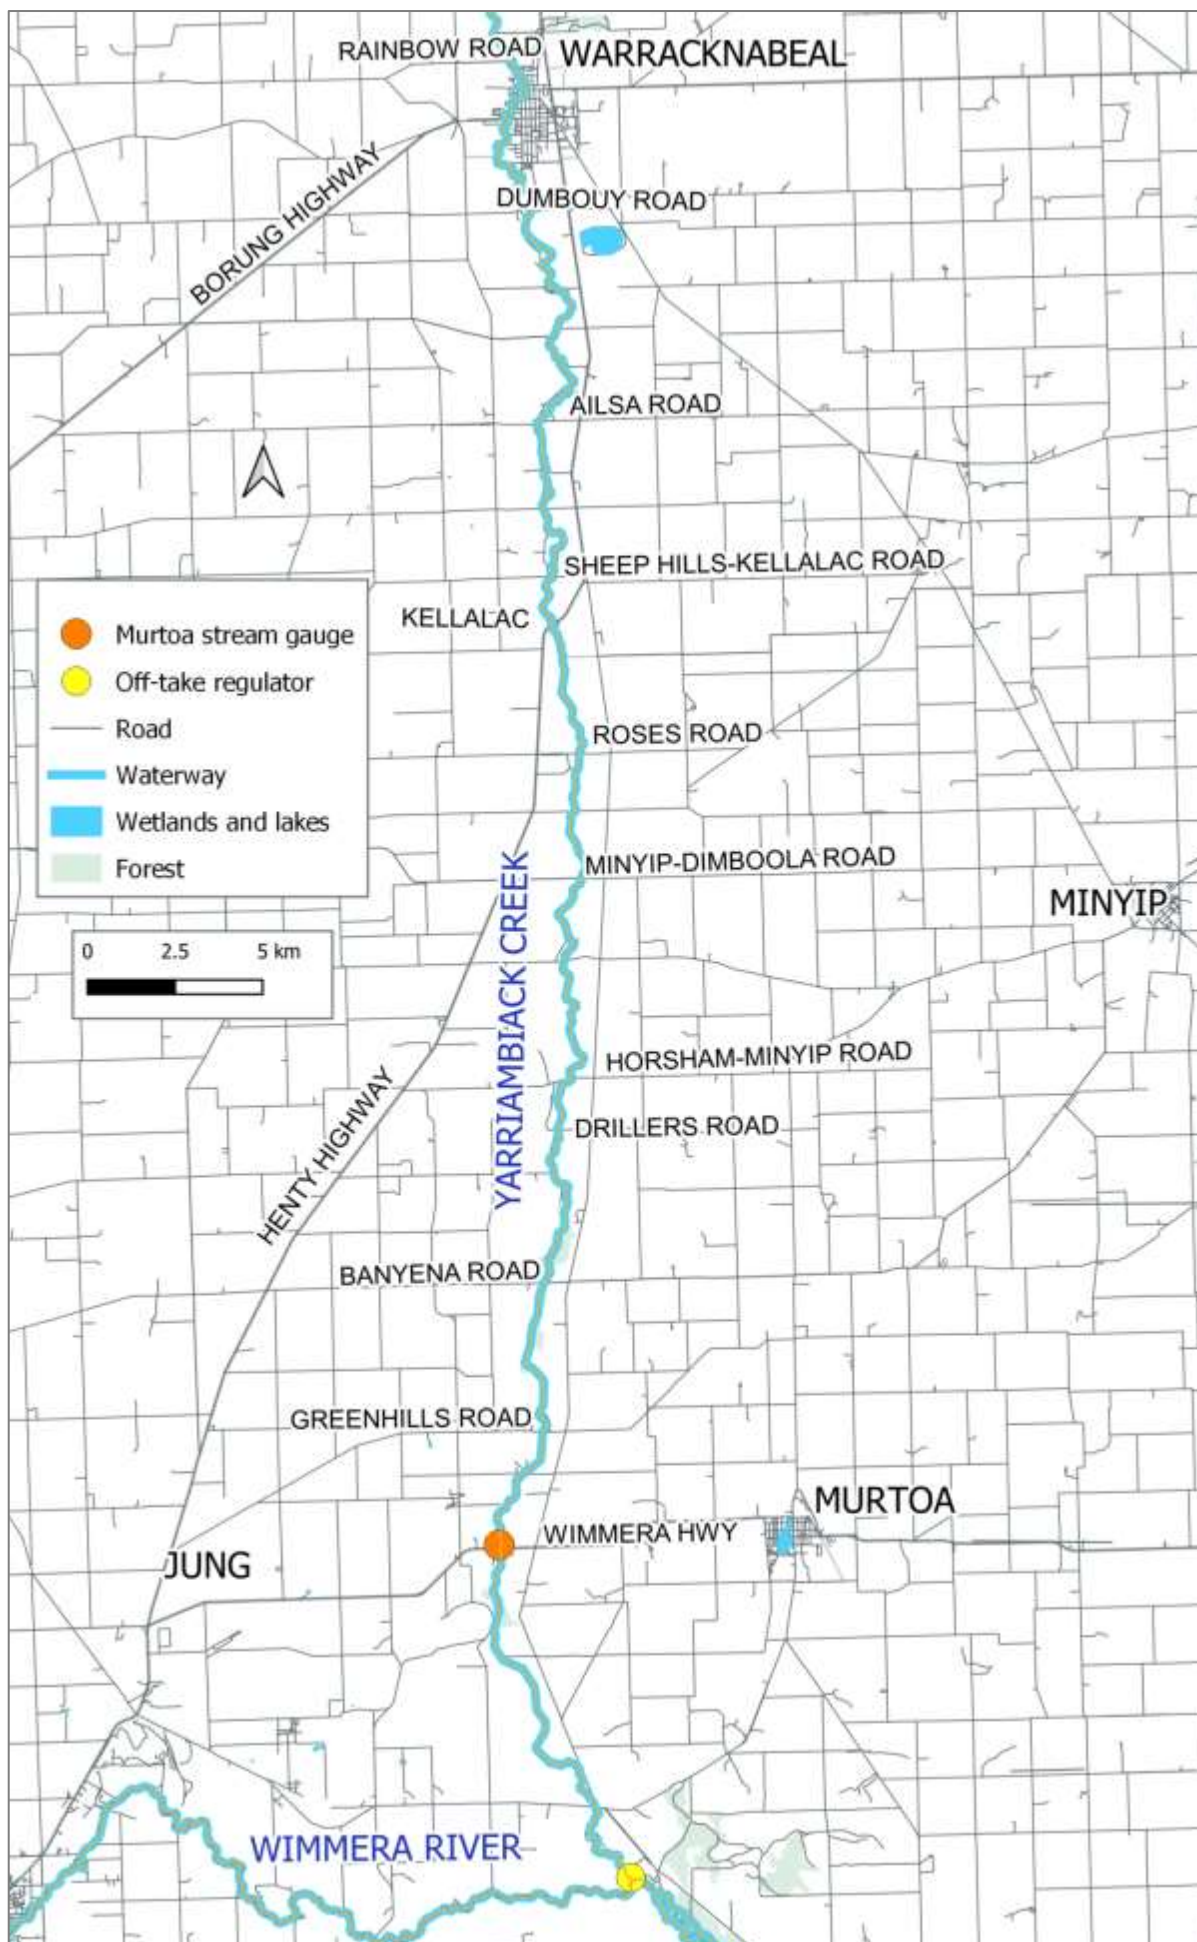 RAINBOW ROAD
WARRACKNABEAL
BORUNG HIGHWAY
DUMBOUY ROAD
AILSA ROAD
SHEEP HILLS-KELLALAC ROAD
KELLALAC
Murtoa stream gauge
Off-take regulator
Road
Waterway
Wetlands and lakes
Forest
ROSES ROAD
MINYIP-DIMBOOLA ROAD
MINYIP
0 2.5 5 km
YARRIAMBIACK CREEK
HORSHAM-MINYIP ROAD
HENTY HIGHWAY
DRILLERS ROAD
BANYENA ROAD
GREENHILLS ROAD
MURTOA
WIMMERA HWY
JUNG
WIMMERA RIVER